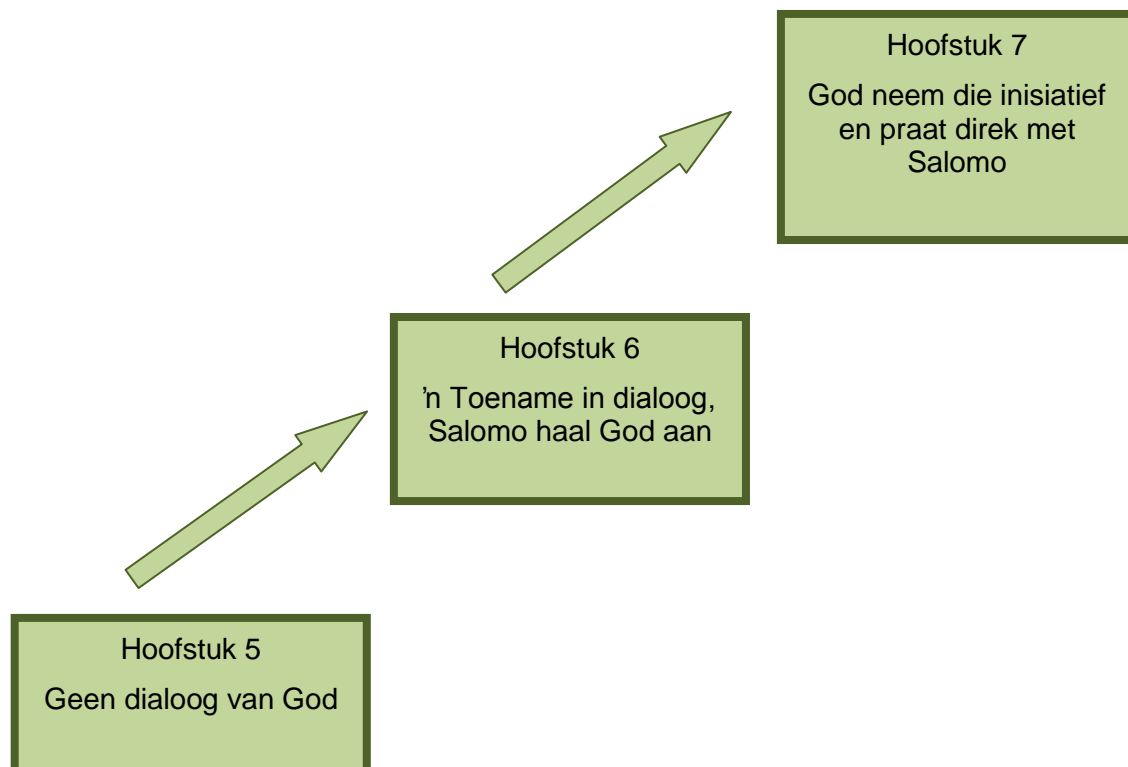 Hoofstuk 7
God neem die inisiatief
en praat direk met
Salomo
Hoofstuk 6
’n Toename in dialoog,
Salomo haal God aan
Hoofstuk 5
Geen dialoog van God